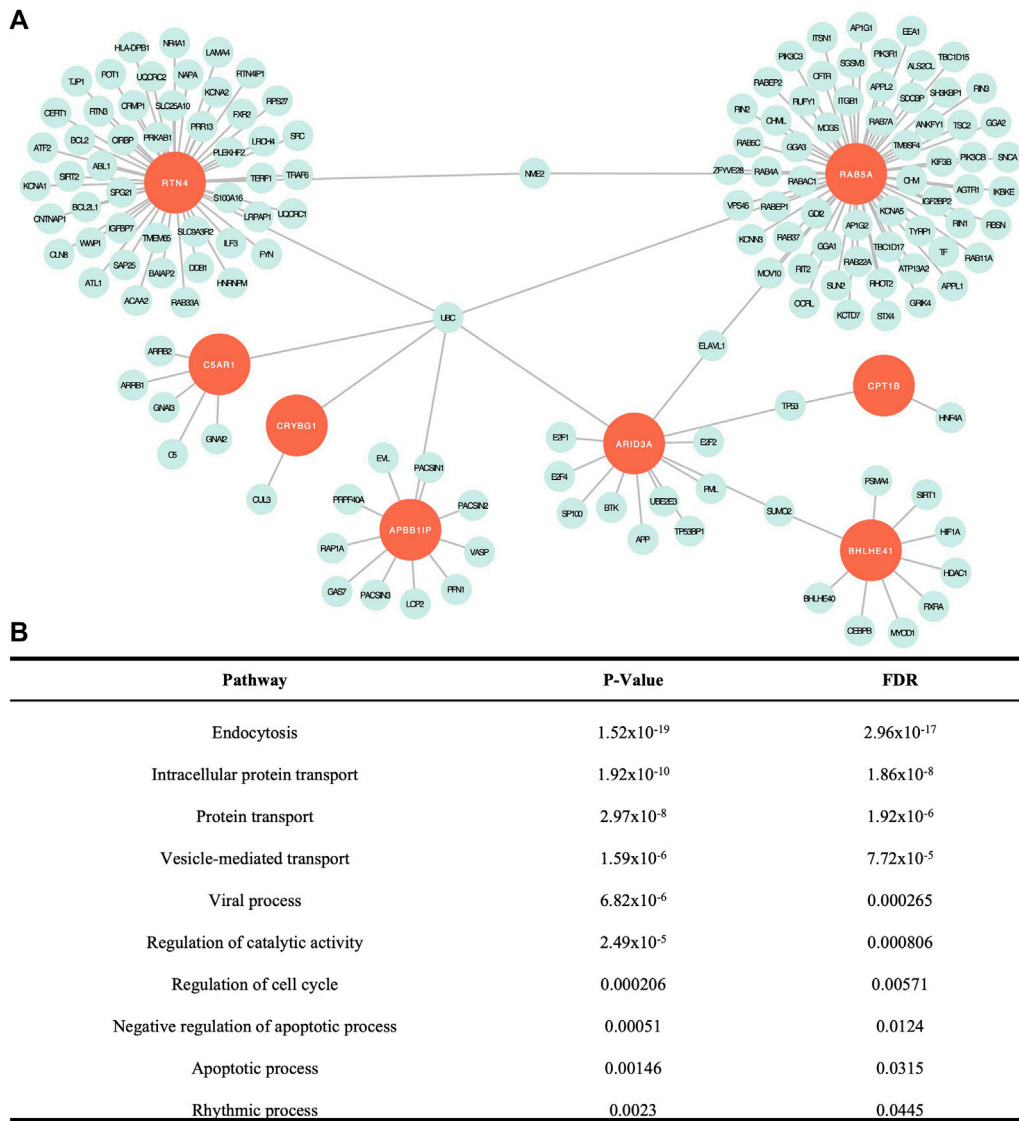 A
HLA-DPB1
NR4A1
LAMA4
TJP1
POT1
UQCRC2
NAPA
RTN4IP1
KCNA2
CERT1
RTN3
CRMP1
SLC25A10
RPS27
FXR2
PRR13
ATF2
BCL2
CIRBP
PRKAB1
LRCH4
SFC
PLEKHF2
KCNA1
SIRT2
ABL1
RTN4
TERF1
TRAF6
SPG21
S100A16
CNTNAP1
BCL2L1
LRPAP1
UQCRC1
IGFBP7
SLC9A3R2
WWP1
TMEM65
ILF3
CLN8
FYN
SAP25
BAIAP2
DDB1
ATL1
HNRNPM
ACAA2
RAB33A
NME2
UBC
ITSN1
AP1G1
EEA1
PIK3C3
SGSM3
PIK3R1
TBC1D15
CFTR
ALS2CL
RABEP2
APPL2
SH3KBP1
RIN3
RUFY1
ITGB1
SDCBP
RIN2
CHML
MCGS
RAB7A
ANKFY1
TSC2
GGA2
RAB5C
GGA3
TM9SF4
KIF3B
PIK3CB
SNCA
ZFYVE28
RAB4A
RABAC1
RAB5A
CHM
AGTR1
IKBKE
VPS45
RABEP1
IGF2BP2
GDI2
KCNA5
RIN1
RBSN
KCNN3
RAB37
AP1G2
TYRP1
GGA1
TBC1D17
TF
RAB11A
MOV10
RIT2
RAB22A
ATP13A2
SUN2
RHOT2
APPL1
CCRL
GRIK4
KCTD7
STX4
ELAVL1
ARRB2
C5AR1
ARRB1
GNAI3
GNAI2
C5
CRYBG1
CUL3
CPT1B
TP53
HNF4A
EVL
PACSIN1
PRPF40A
PACSIN2
APBB1IP
RAP1A
VASP
GAS7
PACSIN3
LCP2
PFN1
E2F1
ARID3A
E2F2
E2F4
UBE2E3
PML
SP100
BTK
APP
TP53BP1
SUMO2
PSMA4
SIRT1
HIF1A
BHLHE41
HDAC1
BHLHE40
RXRA
CEBPB
MYOD1
B
Pathway P-Value FDR
Endocytosis 1.52x10-19 2.96x10-17
Intracellular protein transport 1.92x10-10 1.86x10-8
Protein transport 2.97x10-8 1.92x10-6
Vesicle-mediated transport 1.59x10-6 7.72x10-5
Viral process 6.82x10-6 0.000265
Regulation of catalytic activity 2.49x10-5 0.000806
Regulation of cell cycle 0.000206 0.00571
Negative regulation of apoptotic process 0.00051 0.0124
Apoptotic process 0.00146 0.0315
Rhythmic process 0.0023 0.0445